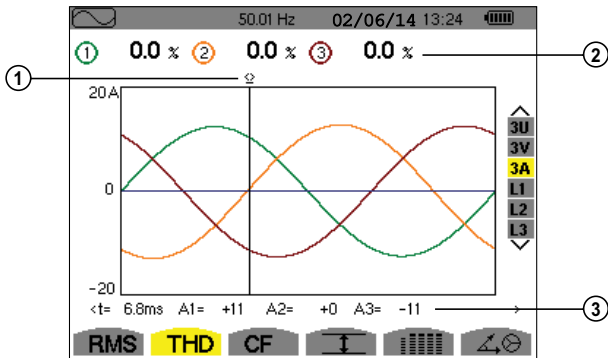 50.01 Hz 02/06/14 13:24
1 0.0 % 2 0.0 % 3 0.0 % 2
1
20A
0
-20
3U
3V
3A
L1
L2
L3
<t= 6.8ms A1= +11 A2= +0 A3= -11 > 3
RMS THD CF